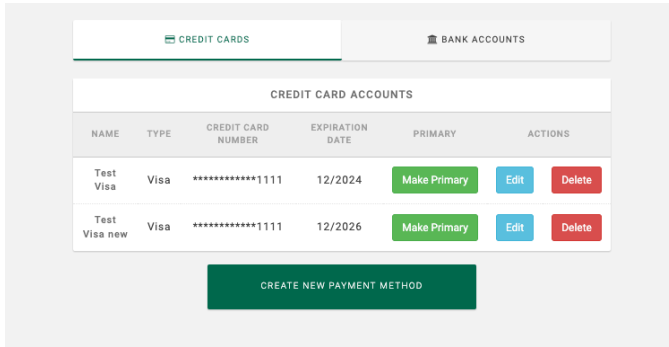 CREDIT CARDS
BANK ACCOUNTS
CREDIT CARD ACCOUNTS
NAME TYPE CREDIT CARD NUMBER EXPIRATION DATE PRIMARY ACTIONS
Test Visa Visa ************1111 12/2024 Make Primary Edit Delete
Test Visa new Visa ************1111 12/2026 Make Primary Edit Delete
CREATE NEW PAYMENT METHOD